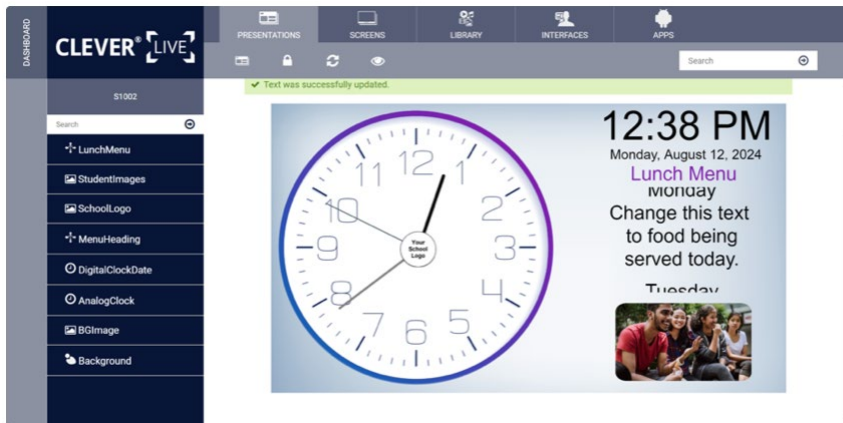 DASHBOARD
CLEVER® LIVE
PRESENTATIONS
SCREENS
LIBRARY
INTERFACES
APPS
Search
S1002
Search
LunchMenu
StudentImages
SchoolLogo
MenuHeading
DigitalClockDate
AnalogClock
BGImage
Background
✔ Text was successfully updated.
12
1
2
3
4
5
6
7
8
9
10
11
Your
School
Logo
12:38 PM
Monday, August 12, 2024
Lunch Menu
Monday
Change this text
to food being
served today.
Tuesday